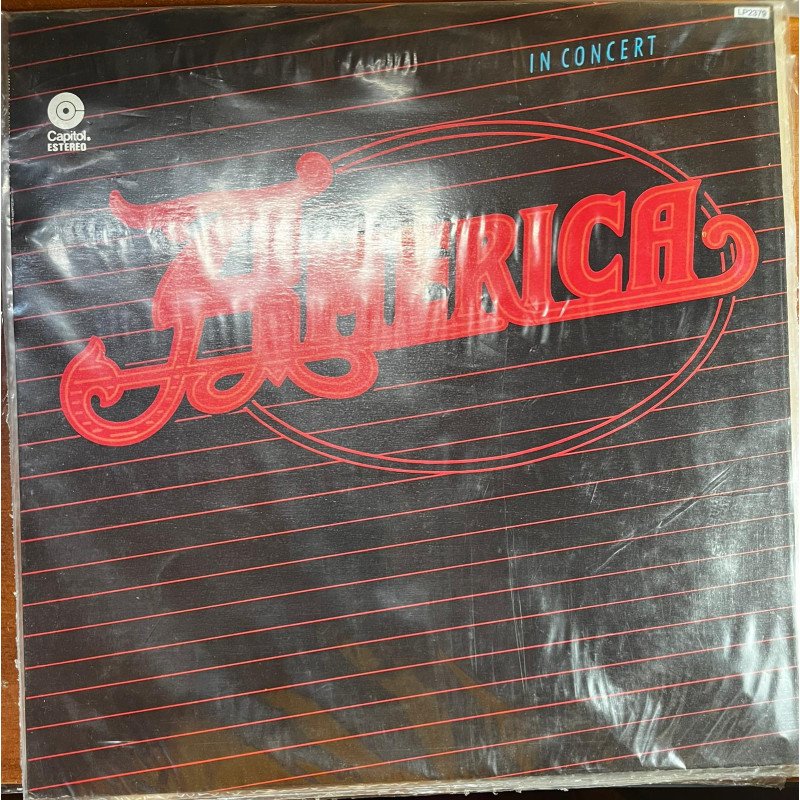 LP2379
IN CONCERT
Capitol.
ESTEREO
AMERICA